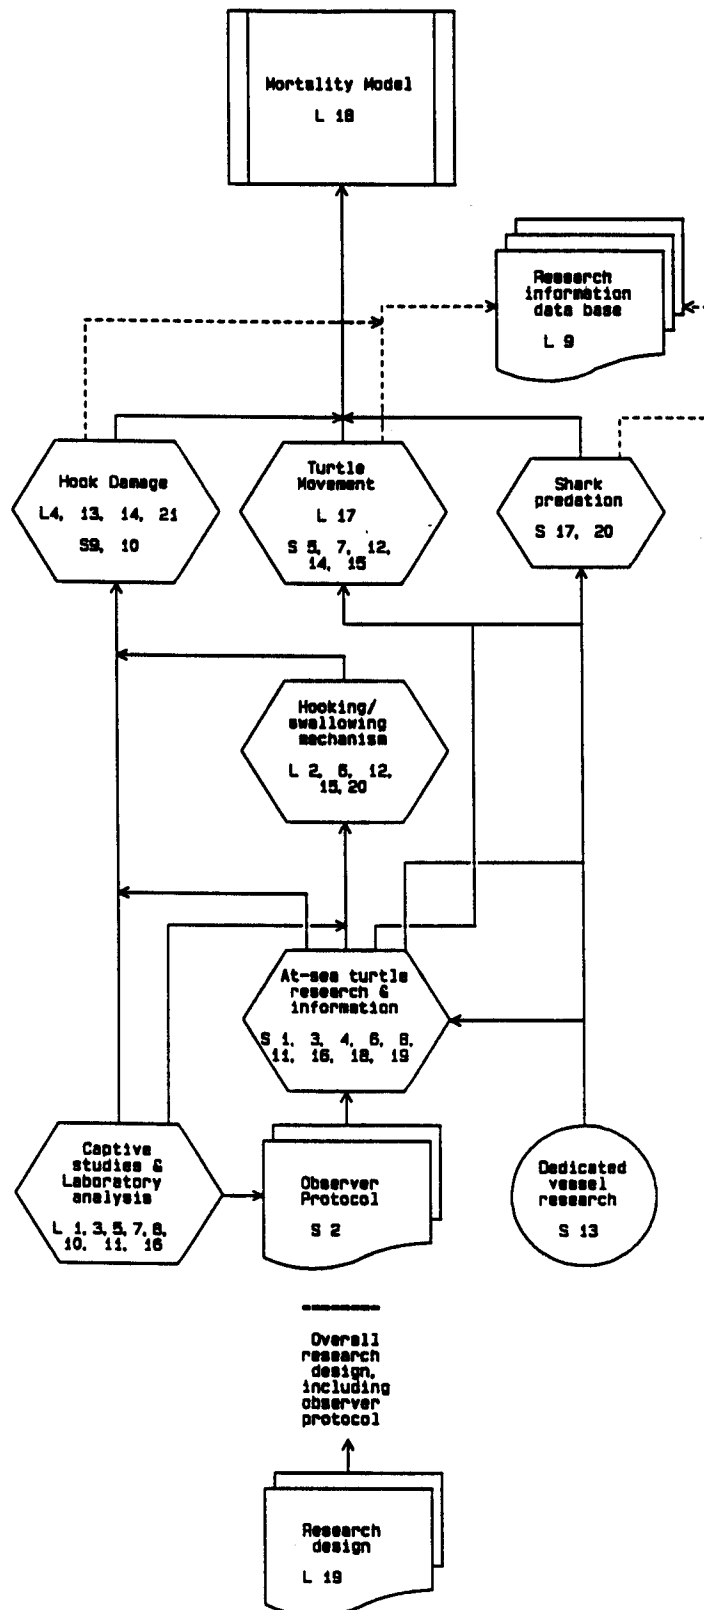 Mortality Model
L 18
Research
information
data base
L 9
Hook Damage
L4, 13, 14, 21
S9, 10
Turtle
Movement
L 17
S 5, 7, 12,
14, 15
Shark
predation
S 17, 20
Hooking/
swallowing
mechanism
L 2, 6, 12,
15, 20
At-sea turtle
research &
information
S 1, 3, 4, 6, 8,
11, 16, 18, 19
Captive
studies &
Laboratory
analysis
L 1, 3, 5, 7, 8,
10, 11, 16
Observer
Protocol
S 2
Dedicated
vessel
research
S 13
Overall
research
design,
including
observer
protocol
Research
design
L 19